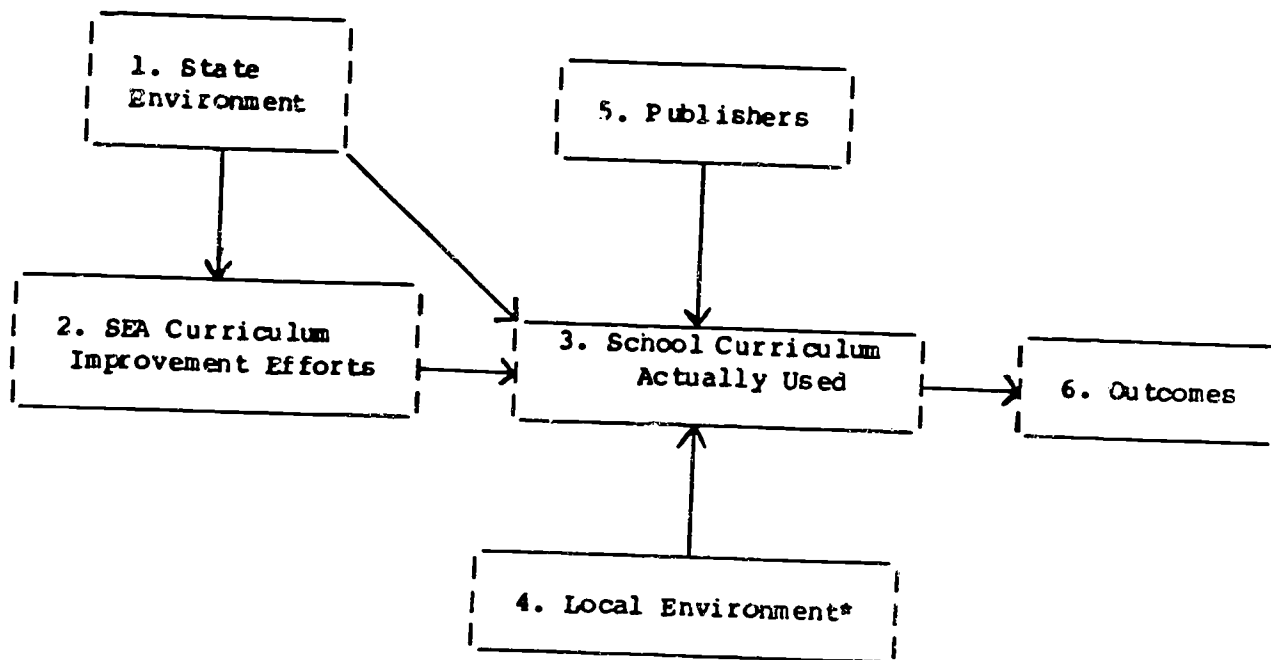 1. State
Environment
5. Publishers
2. SEA Curriculum
Improvement Efforts
3. School Curriculum
Actually Used
6. Outcomes
4. Local Environment*